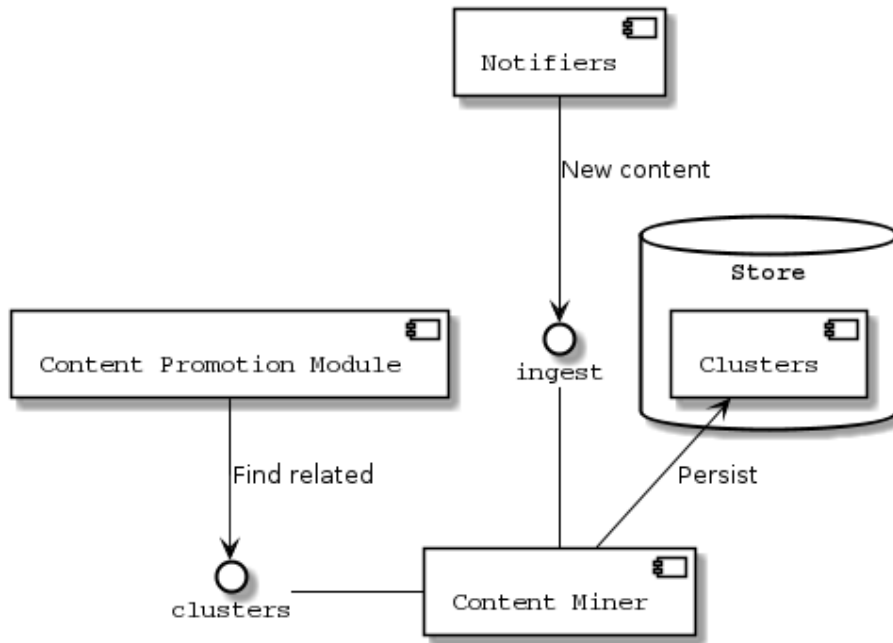 Notifiers
New content
Store
Content Promotion Module
ingest
Clusters
Find related
Persist
clusters
Content Miner